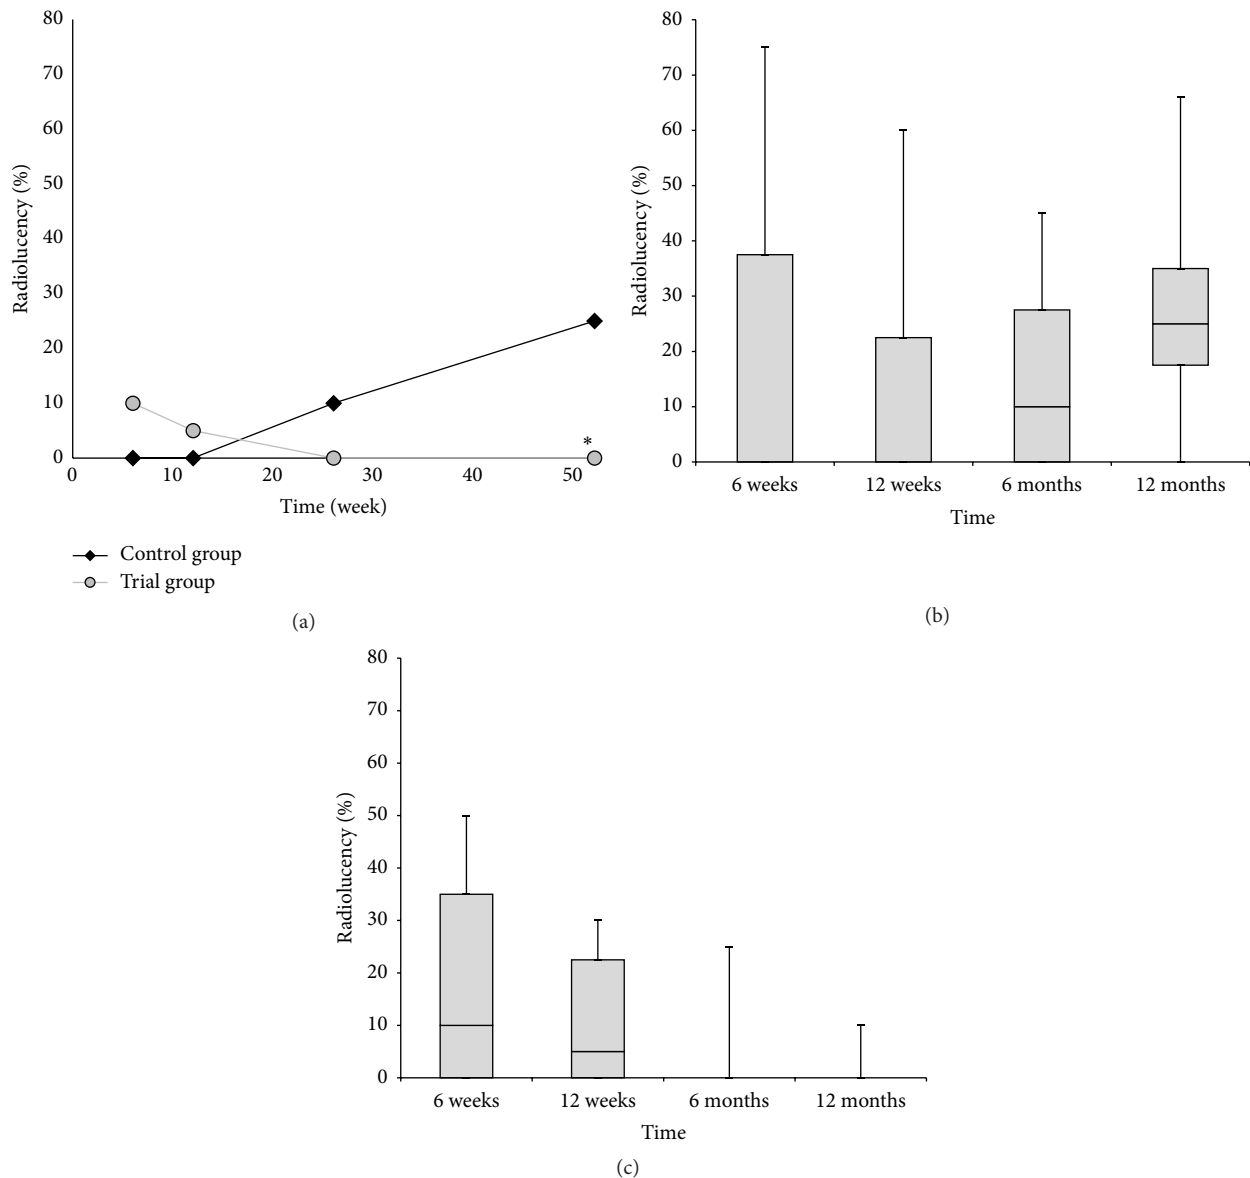 80
70
60
50
40
30
20
10
0
Radiolucency (%)
0 10 20 30 40 50
*
Time (week)
Control group
Trial group
(a)
80
70
60
50
40
30
20
10
0
Radiolucency (%)
6 weeks 12 weeks 6 months 12 months
Time
(b)
80
70
60
50
40
30
20
10
0
Radiolucency (%)
6 weeks 12 weeks 6 months 12 months
Time
(c)